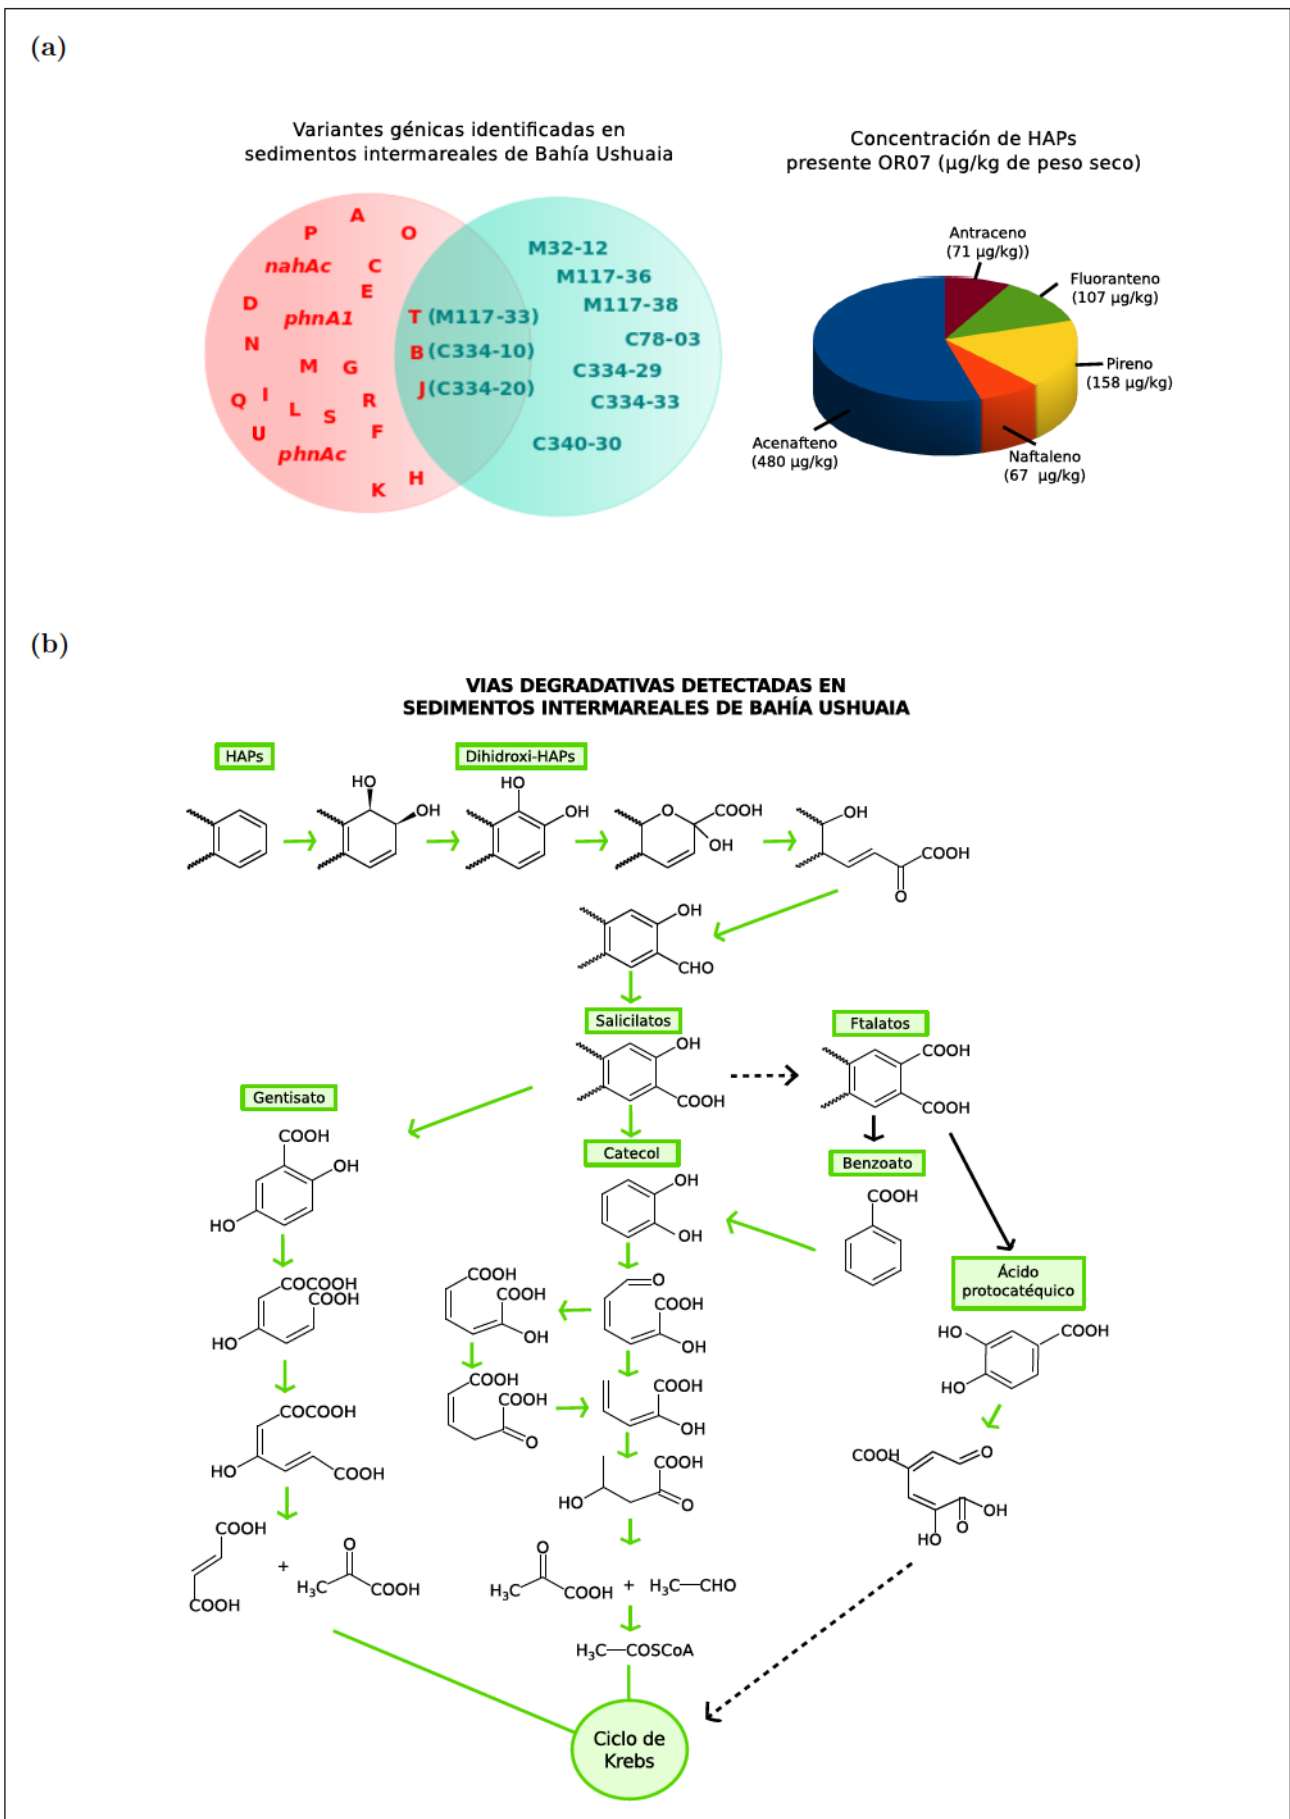 (a)
Variantes génicas identificadas en
sedimentos intermareales de Bahía Ushuaia
A
P
O
nahAc
C
E
D
phnA1
N
M
G
Q
I
L
S
R
U
F
phnAc
K
H
T (M117-33)
B (C334-10)
J (C334-20)
M32-12
M117-36
M117-38
C78-03
C334-29
C334-33
C340-30
Concentración de HAPs
presente OR07 (µg/kg de peso seco)
Antraceno
(71 µg/kg))
Fluoranteno
(107 µg/kg)
Pireno
(158 µg/kg)
Naftaleno
(67 µg/kg)
Acenafteno
(480 µg/kg)
(b)
VIAS DEGRADATIVAS DETECTADAS EN
SEDIMENTOS INTERMAREALES DE BAHÍA USHUAIA
HAPs
Dihidroxi-HAPs
HO
OH
HO
OH
O
COOH
OH
OH
COOH
O
OH
CHO
Salicilatos
OH
COOH
Ftalatos
COOH
COOH
Gentisato
COOH
OH
HO
Catecol
OH
OH
Benzoato
COOH
Ácido
protocatéquico
HO
COOH
HO
COCOOH
COOH
HO
COOH
COOH
OH
O
COOH
OH
COCOOH
HO
COOH
COOH
COOH
O
COOH
OH
COOH
HO
O
COOH
O
OH
O
HO
COOH
COOH
+
O
H₃C
COOH
O
H₃C
COOH
+
H₃C—CHO
H₃C—COSCoA
Ciclo de
Krebs